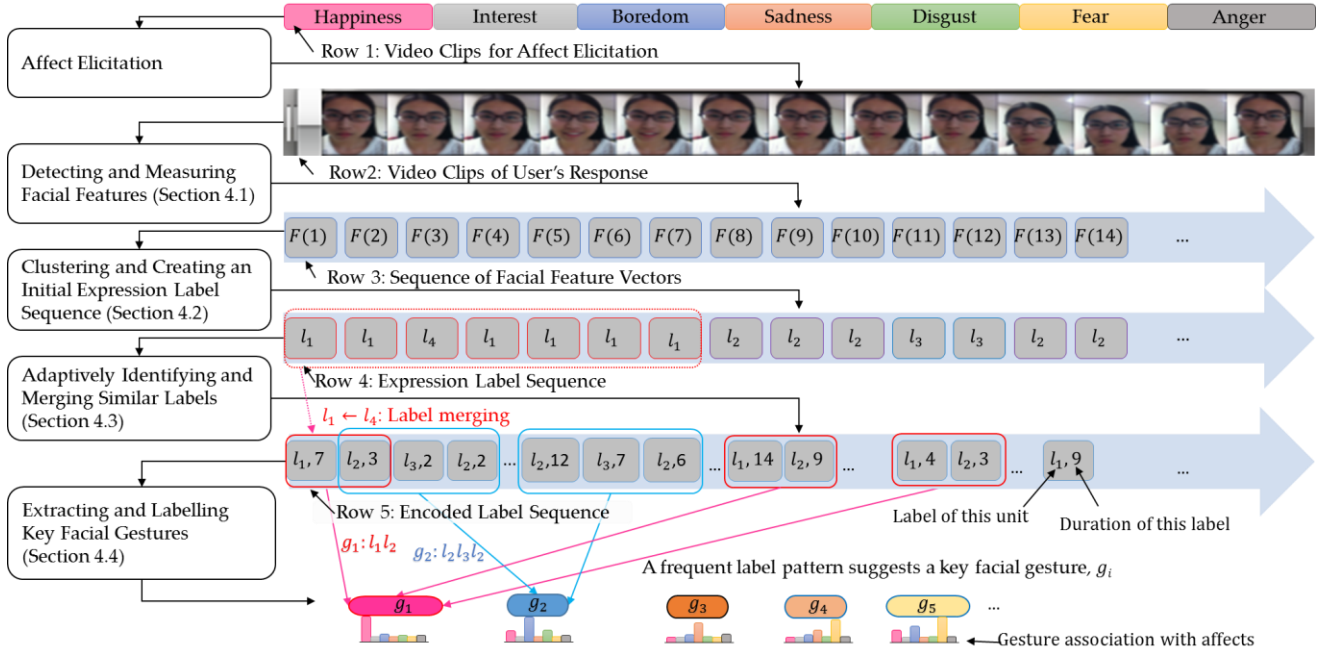 Happiness Interest Boredom Sadness Disgust Fear Anger
Row 1: Video Clips for Affect Elicitation
Affect Elicitation
Detecting and Measuring
Facial Features (Section 4.1)
Row2: Video Clips of User's Response
F(1) F(2) F(3) F(4) F(5) F(6) F(7) F(8) F(9) F(10) F(11) F(12) F(13) F(14) ...
Row 3: Sequence of Facial Feature Vectors
Clustering and Creating an
Initial Expression Label
Sequence (Section 4.2)
l₁ l₁ l₄ l₁ l₁ l₁ l₁ l₂ l₂ l₂ l₃ l₃ l₂ l₂ ...
Row 4: Expression Label Sequence
Adaptively Identifying and
Merging Similar Labels
(Section 4.3)
l₁ ← l₄: Label merging
l₁, 7 l₂, 3 l₃, 2 l₂, 2 ... l₂, 12 l₃, 7 l₂, 6 ... l₁, 14 l₂, 9 ... l₁, 4 l₂, 3 ... l₁, 9 ...
Row 5: Encoded Label Sequence
Label of this unit
Duration of this label
Extracting and Labelling
Key Facial Gestures
(Section 4.4)
g₁: l₁l₂
g₂: l₂l₃l₂
A frequent label pattern suggests a key facial gesture, gᵢ
g₁ g₂ g₃ g₄ g₅ ...
Gesture association with affects